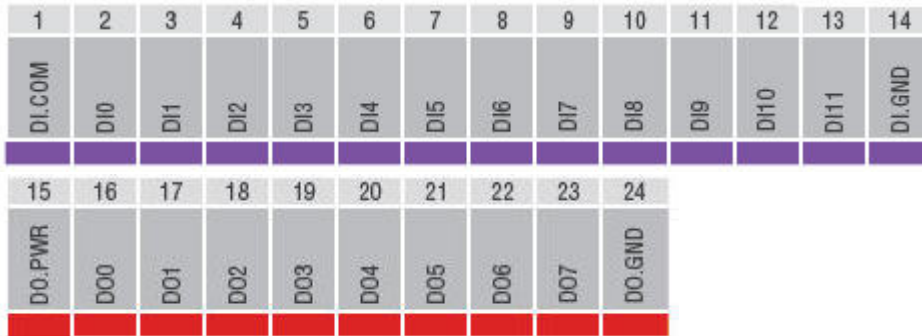 1 2 3 4 5 6 7 8 9 10 11 12 13 14
DI.COM DI0 DI1 DI2 DI3 DI4 DI5 DI6 DI7 DI8 DI9 DI10 DI11 DI.GND
15 16 17 18 19 20 21 22 23 24
DO.PWR DO0 DO1 DO2 DO3 DO4 DO5 DO6 DO7 DO.GND